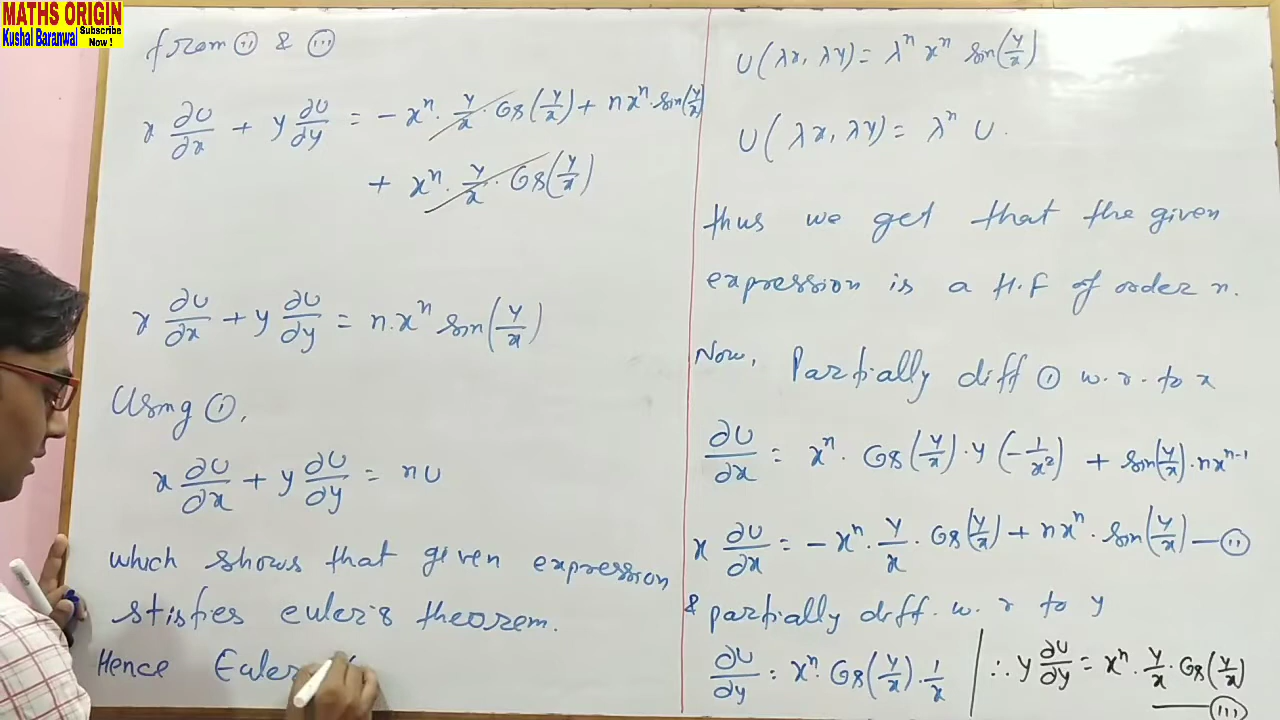 MATHS ORIGIN
Kushal Baranwal
Subscribe
Now !
from (ii) & (iii)
x ∂U/∂x + y ∂U/∂y = - xⁿ · y/x · Cos(y/x) + nxⁿ · sin(y/x)
+ xⁿ · y/x · Cos(y/x)
x ∂U/∂x + y ∂U/∂y = n.xⁿ sin(y/x)
Using (i),
x ∂U/∂x + y ∂U/∂y = nU
which shows that given expression
stisfies euler's theorem.
Hence Euler
U(λx, λy) = λⁿ xⁿ sin(y/x)
U(λx, λy) = λⁿ U.
thus we get that the given
expression is a H.F of order n.
Now, Partially diff (i) w. r. to x
∂U/∂x = xⁿ · Cos(y/x) · y (-1/x²) + sin(y/x) · nxⁿ⁻¹
x ∂U/∂x = - xⁿ · y/x · Cos(y/x) + nxⁿ · sin(y/x) — (ii)
& partially diff. w. r to y
∂U/∂y = xⁿ · Cos(y/x) · 1/x | ∴ y ∂U/∂y = xⁿ · y/x · Cos(y/x)
— (iii)